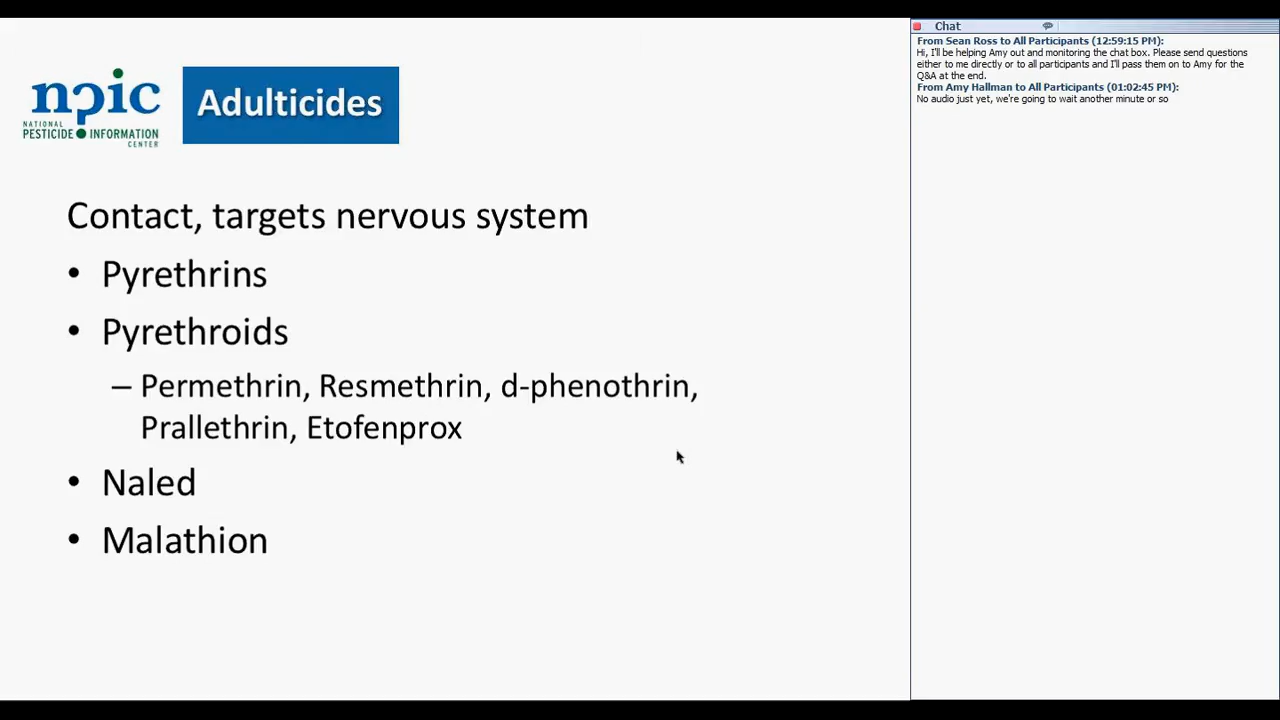 npic
NATIONAL
PESTICIDE INFORMATION
CENTER
Adulticides
Contact, targets nervous system
• Pyrethrins
• Pyrethroids
– Permethrin, Resmethrin, d-phenothrin,
Prallethrin, Etofenprox
• Naled
• Malathion
Chat
From Sean Ross to All Participants (12:59:15 PM):
Hi, I'll be helping Amy out and monitoring the chat box. Please send questions
either to me directly or to all participants and I'll pass them on to Amy for the
Q&A at the end.
From Amy Hallman to All Participants (01:02:45 PM):
No audio just yet, we're going to wait another minute or so